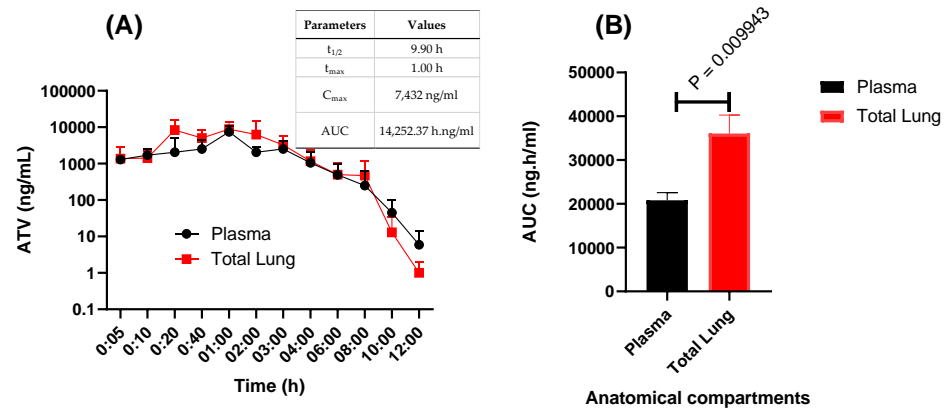 (A)
Parameters Values
t1/2 9.90 h
tmax 1.00 h
Cmax 7,432 ng/ml
AUC 14,252.37 h.ng/ml
ATV (ng/mL)
100000
10000
1000
100
10
1
0.1
Plasma
Total Lung
0:05 0:10 0:20 0:40 01:00 02:00 03:00 04:00 06:00 08:00 10:00 12:00
Time (h)
(B)
P = 0.009943
Plasma
Total Lung
AUC (ng.h/ml)
50000
40000
30000
20000
10000
0
Plasma Total Lung
Anatomical compartments